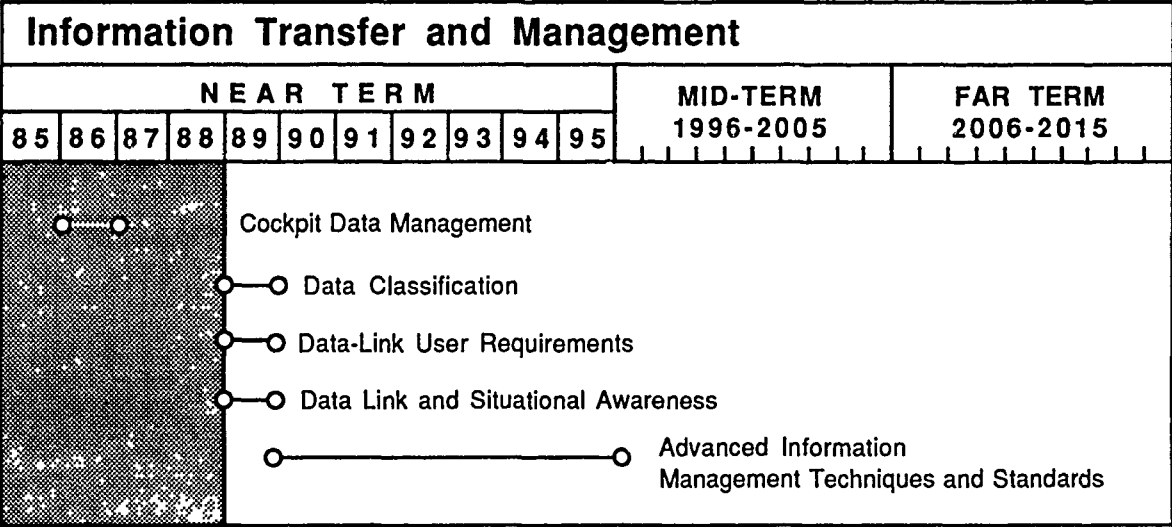 Information Transfer and Management
NEAR TERM
MID-TERM
1996-2005
FAR TERM
2006-2015
85 86 87 88 89 90 91 92 93 94 95
Cockpit Data Management
Data Classification
Data-Link User Requirements
Data Link and Situational Awareness
Advanced Information
Management Techniques and Standards